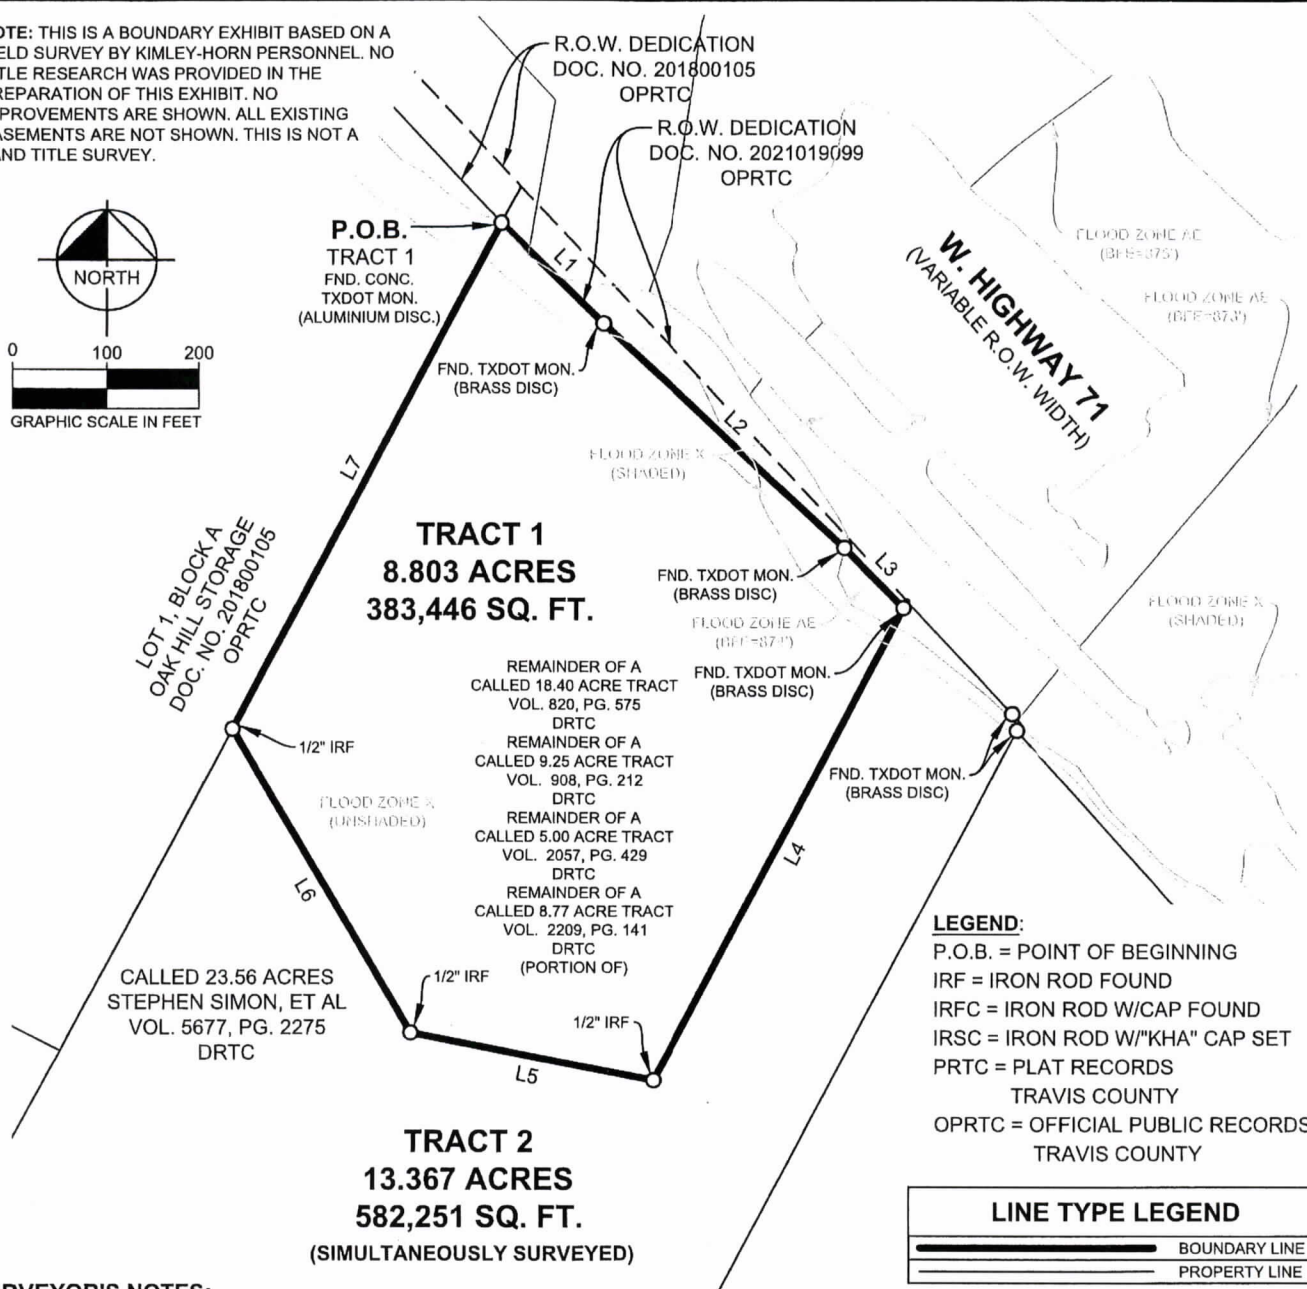 OTE: THIS IS A BOUNDARY EXHIBIT BASED ON A
ELD SURVEY BY KIMLEY-HORN PERSONNEL. NO
TLE RESEARCH WAS PROVIDED IN THE
REPARATION OF THIS EXHIBIT. NO
PROVEMENTS ARE SHOWN. ALL EXISTING
ASEMENTS ARE NOT SHOWN. THIS IS NOT A
AND TITLE SURVEY.
R.O.W. DEDICATION
DOC. NO. 201800105
OPRTC
R.O.W. DEDICATION
DOC. NO. 2021019099
OPRTC
NORTH
0 100 200
GRAPHIC SCALE IN FEET
P.O.B.
TRACT 1
FND. CONC.
TXDOT MON.
(ALUMINIUM DISC.)
L1
FND. TXDOT MON.
(BRASS DISC)
W. HIGHWAY 71
(VARIABLE R.O.W. WIDTH)
FLOOD ZONE AE
(BFE=875')
FLOOD ZONE AE
(BFE=873')
L2
FLOOD ZONE X
(SHADED)
L7
LOT 1, BLOCK A
OAK HILL STORAGE
DOC. NO. 201800105
OPRTC
TRACT 1
8.803 ACRES
383,446 SQ. FT.
L3
FND. TXDOT MON.
(BRASS DISC)
FLOOD ZONE AE
FND. TXDOT MON.
(BRASS DISC)
FLOOD ZONE X
(SHADED)
REMAINDER OF A
CALLED 18.40 ACRE TRACT
VOL. 820, PG. 575
DRTC
REMAINDER OF A
CALLED 9.25 ACRE TRACT
VOL. 908, PG. 212
DRTC
REMAINDER OF A
CALLED 5.00 ACRE TRACT
VOL. 2057, PG. 429
DRTC
REMAINDER OF A
CALLED 8.77 ACRE TRACT
VOL. 2209, PG. 141
DRTC
(PORTION OF)
1/2" IRF
FLOOD ZONE X
(UNSHADED)
FND. TXDOT MON.
(BRASS DISC)
L4
L6
CALLED 23.56 ACRES
STEPHEN SIMON, ET AL
VOL. 5677, PG. 2275
DRTC
1/2" IRF
1/2" IRF
L5
TRACT 2
13.367 ACRES
582,251 SQ. FT.
(SIMULTANEOUSLY SURVEYED)
LEGEND:
P.O.B. = POINT OF BEGINNING
IRF = IRON ROD FOUND
IRFC = IRON ROD W/CAP FOUND
IRSC = IRON ROD W/"KHA" CAP SET
PRTC = PLAT RECORDS
TRAVIS COUNTY
OPRTC = OFFICIAL PUBLIC RECORDS
TRAVIS COUNTY
LINE TYPE LEGEND
BOUNDARY LINE
PROPERTY LINE